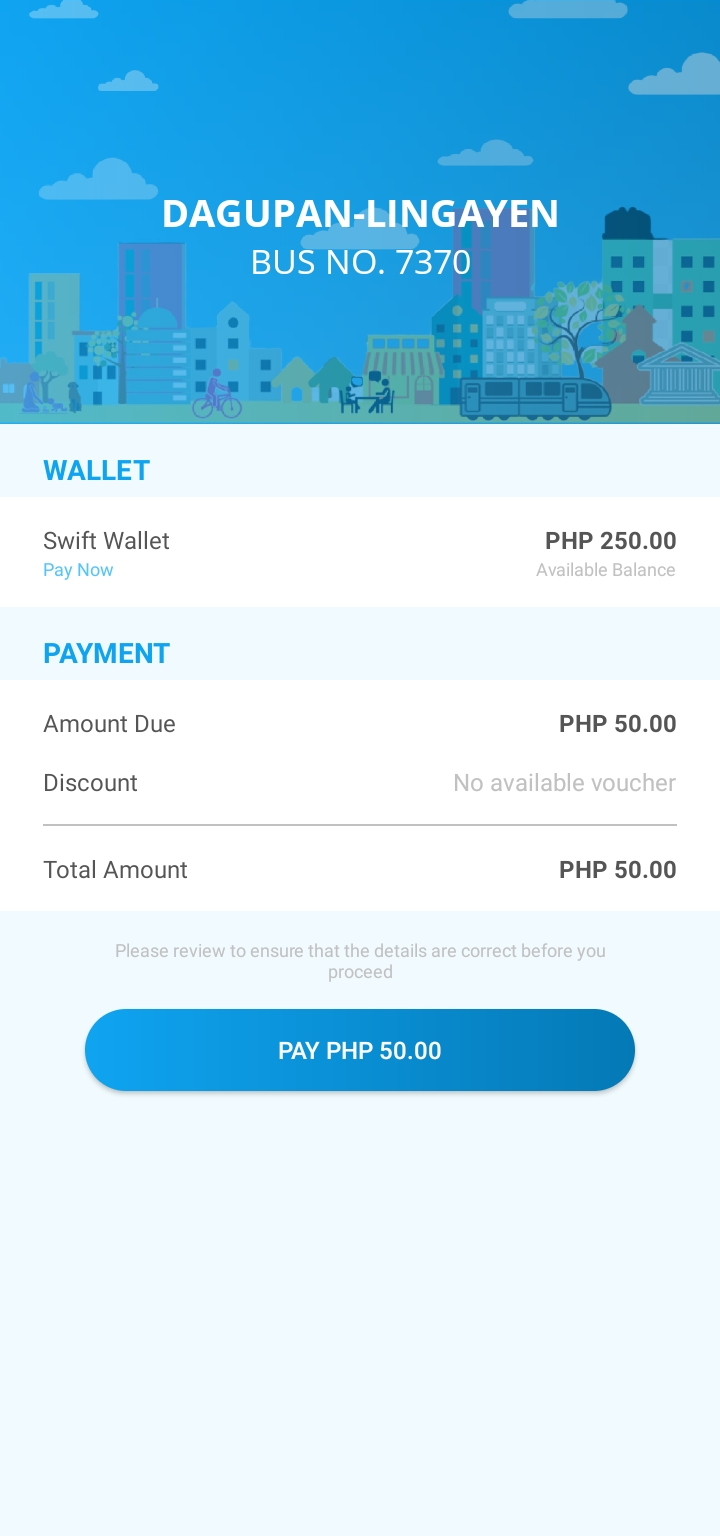 DAGUPAN-LINGAYEN
BUS NO. 7370
WALLET
Swift Wallet PHP 250.00
Pay Now Available Balance
PAYMENT
Amount Due PHP 50.00
Discount No available voucher
Total Amount PHP 50.00
Please review to ensure that the details are correct before you
proceed
PAY PHP 50.00